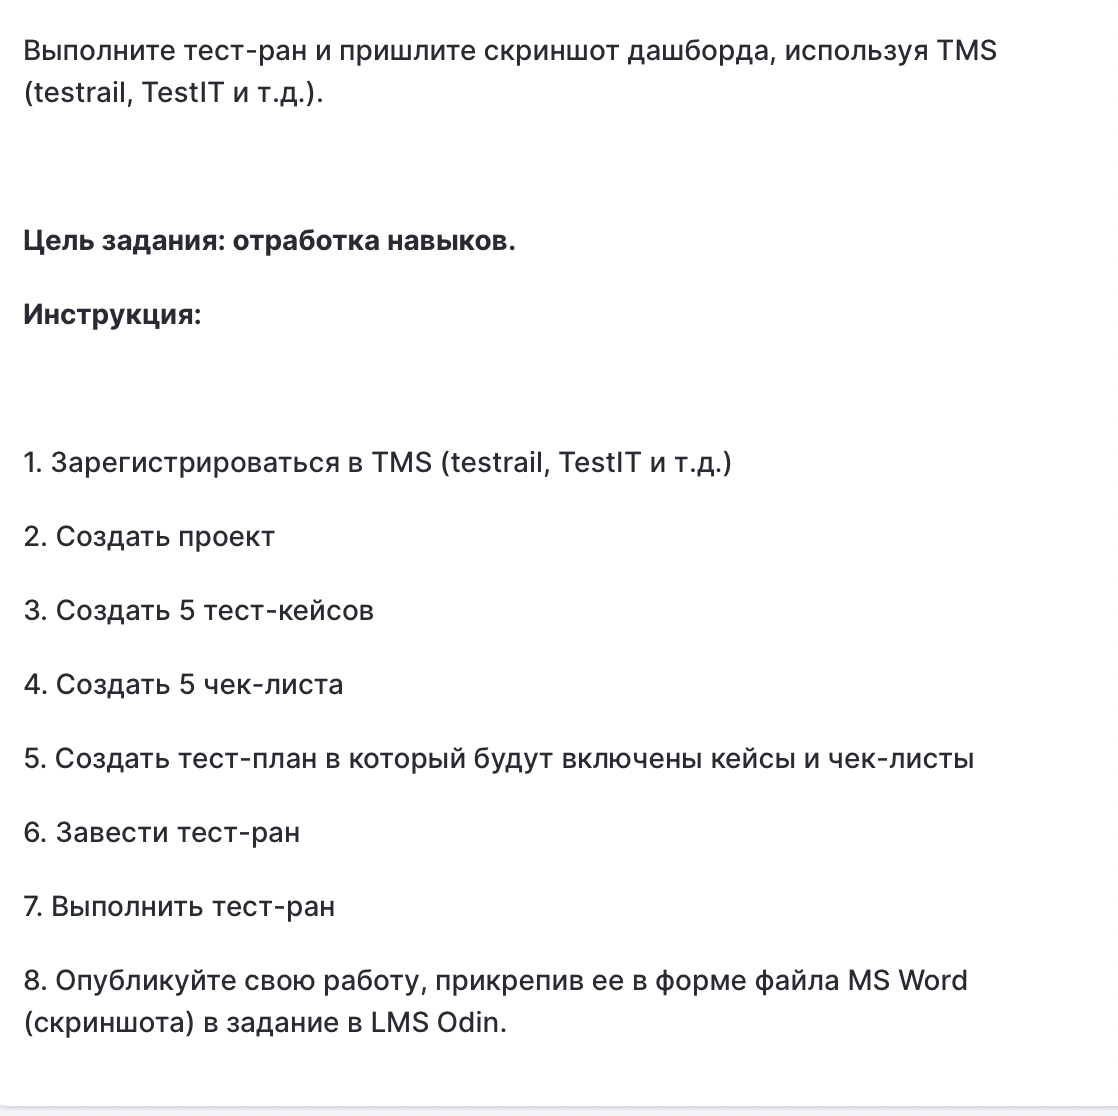 Выполните тест-ран и пришлите скриншот дашборда, используя TMS
(testrail, TestIT и т.д.).
Цель задания: отработка навыков.
Инструкция:
1. Зарегистрироваться в TMS (testrail, TestIT и т.д.)
2. Создать проект
3. Создать 5 тест-кейсов
4. Создать 5 чек-листа
5. Создать тест-план в который будут включены кейсы и чек-листы
6. Завести тест-ран
7. Выполнить тест-ран
8. Опубликуйте свою работу, прикрепив ее в форме файла MS Word
(скриншота) в задание в LMS Odin.